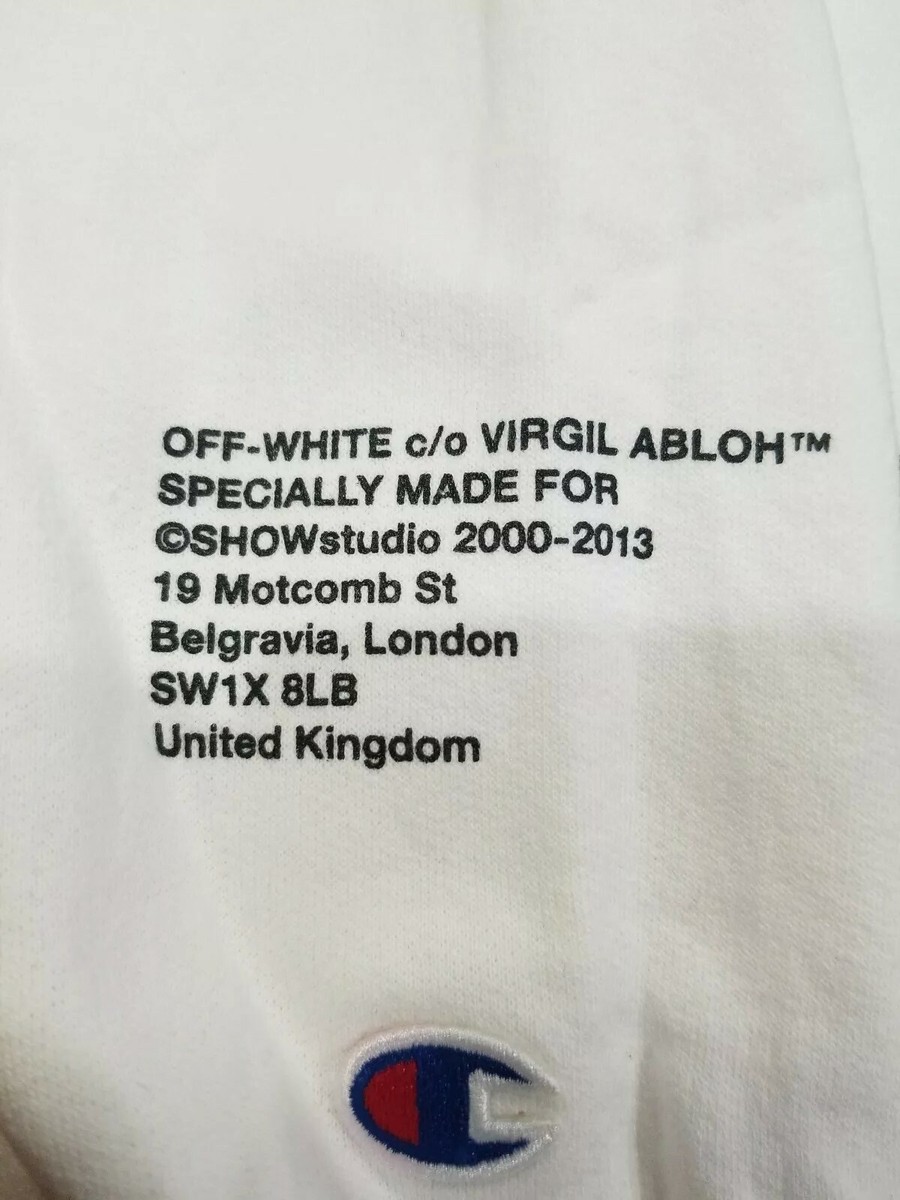 OFF-WHITE c/o VIRGIL ABLOH™
SPECIALLY MADE FOR
©SHOWstudio 2000-2013
19 Motcomb St
Belgravia, London
SW1X 8LB
United Kingdom